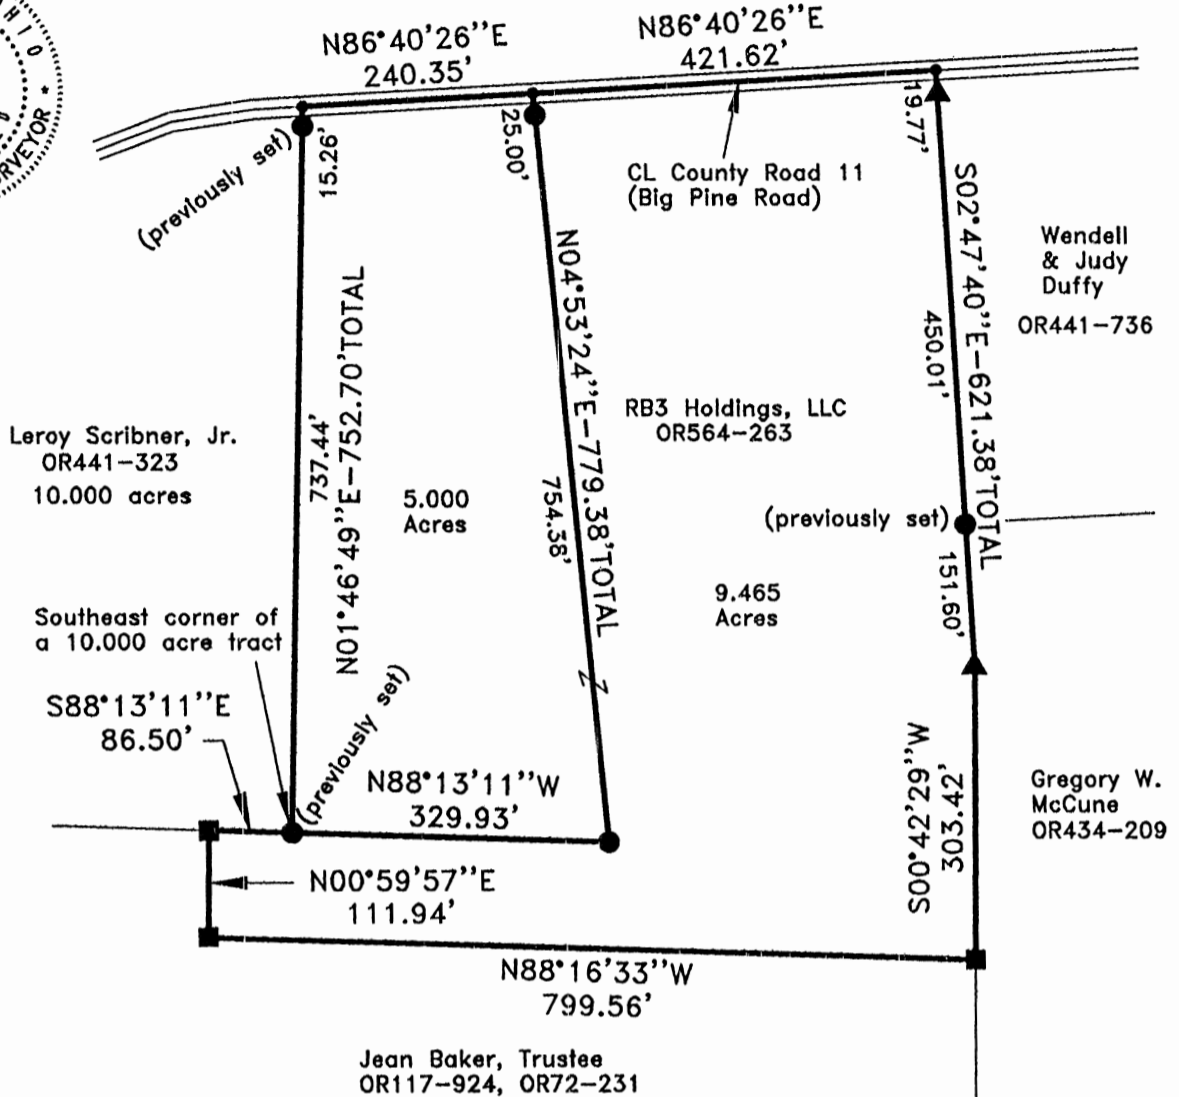 HIO
RVEYOR *
N86°40'26"E
240.35'
N86°40'26"E
421.62'
(previously set)
15.26'
25.00'
19.77'
CL County Road 11
(Big Pine Road)
Wendell
& Judy
Duffy
OR441-736
S02°47'40"E-621.38'TOTAL
450.01'
N04°53'24"E-779.38'TOTAL
754.38'
N01°46'49"E-752.70'TOTAL
737.44'
Leroy Scribner, Jr.
OR441-323
10.000 acres
5.000
Acres
RB3 Holdings, LLC
OR564-263
(previously set)
9.465
Acres
151.60'
Southeast corner of
a 10.000 acre tract
S88°13'11"E
86.50'
(previously set)
N88°13'11"W
329.93'
Z
S00°42'29"W
303.42'
Gregory W.
McCune
OR434-209
N00°59'57"E
111.94'
N88°16'33"W
799.56'
Jean Baker, Trustee
OR117-924, OR72-231